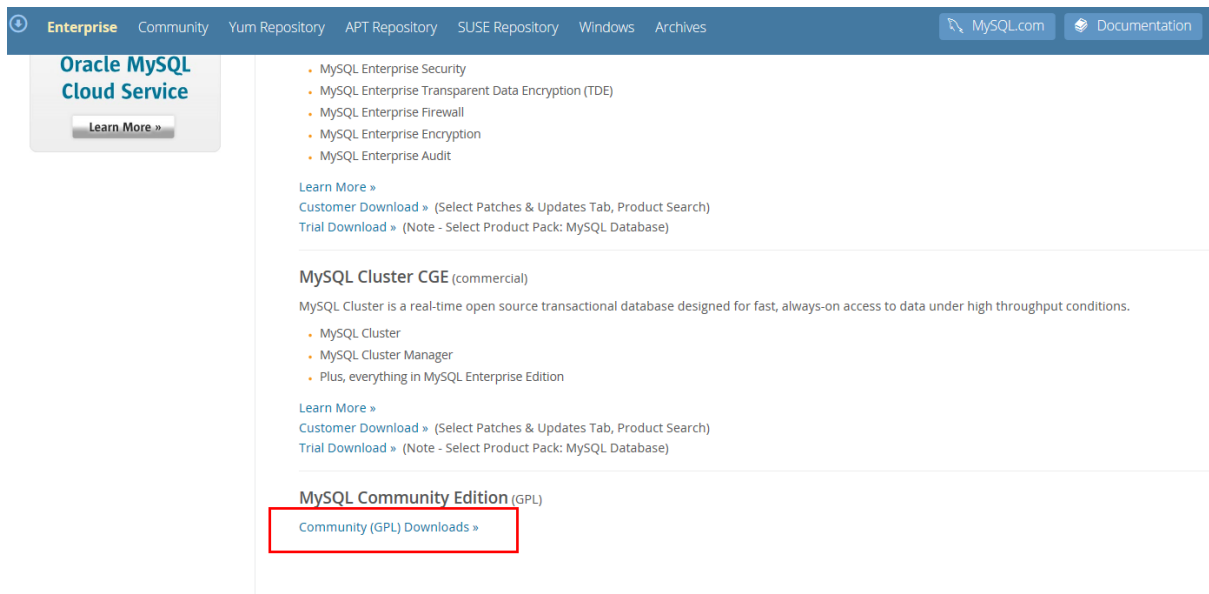 Enterprise Community Yum Repository APT Repository SUSE Repository Windows Archives MySQL.com Documentation
Oracle MySQL
Cloud Service
Learn More »
MySQL Enterprise Security
MySQL Enterprise Transparent Data Encryption (TDE)
MySQL Enterprise Firewall
MySQL Enterprise Encryption
MySQL Enterprise Audit
Learn More »
Customer Download » (Select Patches & Updates Tab, Product Search)
Trial Download » (Note - Select Product Pack: MySQL Database)
MySQL Cluster CGE (commercial)
MySQL Cluster is a real-time open source transactional database designed for fast, always-on access to data under high throughput conditions.
MySQL Cluster
MySQL Cluster Manager
Plus, everything in MySQL Enterprise Edition
Learn More »
Customer Download » (Select Patches & Updates Tab, Product Search)
Trial Download » (Note - Select Product Pack: MySQL Database)
MySQL Community Edition (GPL)
Community (GPL) Downloads »